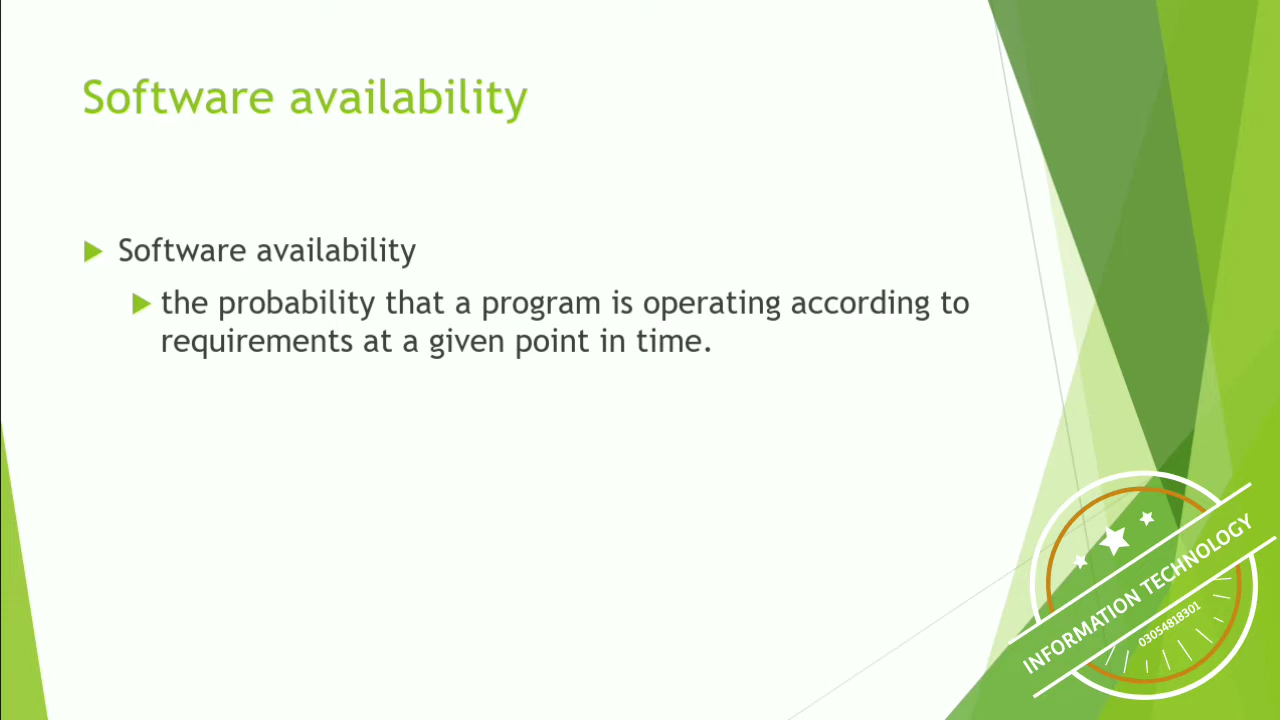 Software availability
Software availability
the probability that a program is operating according to
requirements at a given point in time.
INFORMATION TECHNOLOGY
03054818301